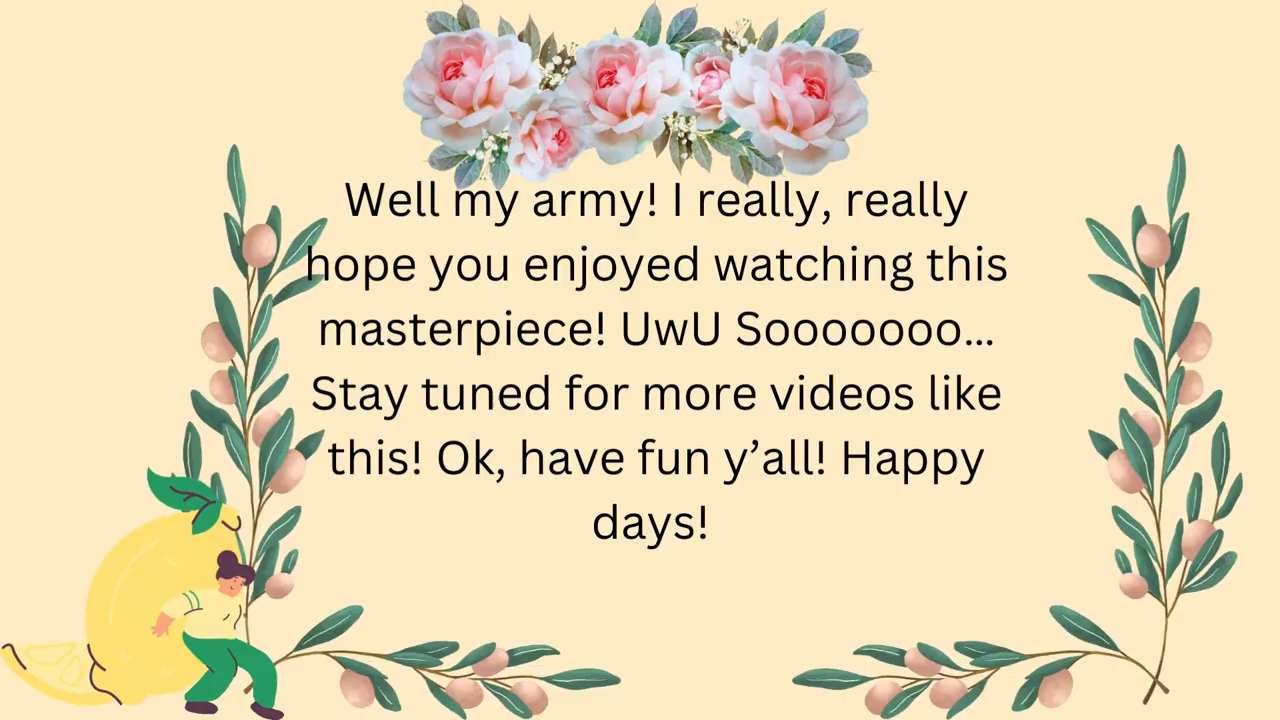 Well my army! I really, really
hope you enjoyed watching this
masterpiece! UwU Sooooooo...
Stay tuned for more videos like
this! Ok, have fun y’all! Happy
days!